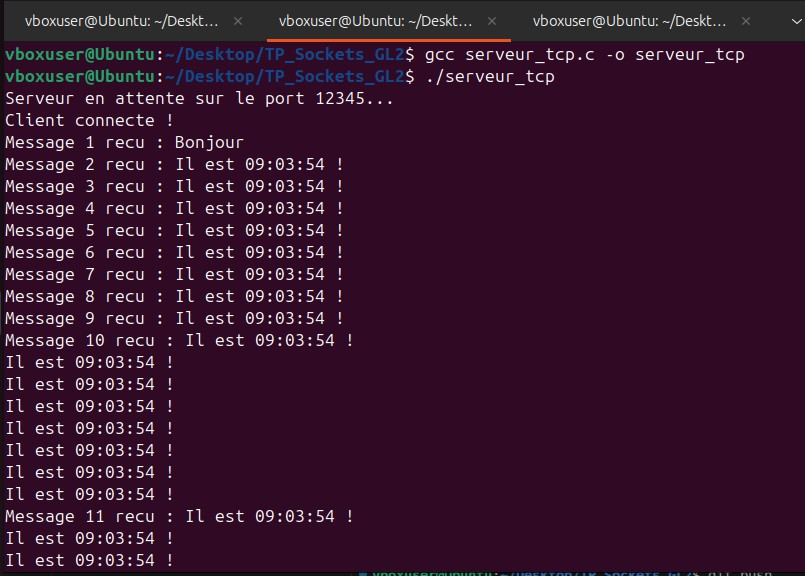 vboxuser@Ubuntu: ~/Deskt...
vboxuser@Ubuntu: ~/Deskt...
vboxuser@Ubuntu: ~/Deskt...
vboxuser@Ubuntu:~/Desktop/TP_Sockets_GL2$ gcc serveur_tcp.c -o serveur_tcp
vboxuser@Ubuntu:~/Desktop/TP_Sockets_GL2$ ./serveur_tcp
Serveur en attente sur le port 12345...
Client connecte !
Message 1 recu : Bonjour
Message 2 recu : Il est 09:03:54 !
Message 3 recu : Il est 09:03:54 !
Message 4 recu : Il est 09:03:54 !
Message 5 recu : Il est 09:03:54 !
Message 6 recu : Il est 09:03:54 !
Message 7 recu : Il est 09:03:54 !
Message 8 recu : Il est 09:03:54 !
Message 9 recu : Il est 09:03:54 !
Message 10 recu : Il est 09:03:54 !
Il est 09:03:54 !
Il est 09:03:54 !
Il est 09:03:54 !
Il est 09:03:54 !
Il est 09:03:54 !
Il est 09:03:54 !
Il est 09:03:54 !
Message 11 recu : Il est 09:03:54 !
Il est 09:03:54 !
Il est 09:03:54 !
vboxuser@Ubuntu:~/Desktop/TP_Sockets_GL2$ git push